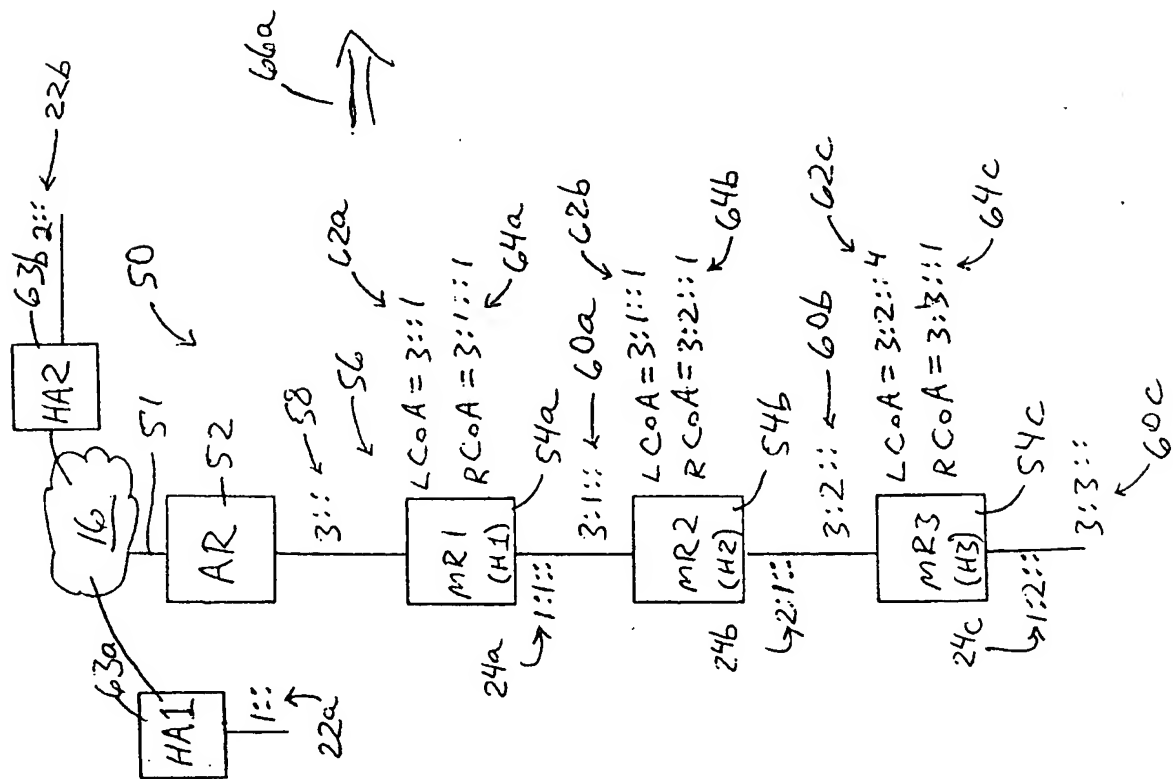 63b
HA2
2::
22b
16
63a
HA1
1::
22a
51
50
AR
52
66a
3:::
58
56
LCoA = 3:::1
62a
RCoA = 3:1:::1
64a
MR1
(H1)
54a
24a
1:1::
3:1:::
60a
LCoA = 3:1:::1
62b
RCoA = 3:2:::1
64b
MR2
(H2)
54b
24b
2:1::
3:2:::
60b
LCoA = 3:2:::4
62c
RCoA = 3:3:::1
64c
MR3
(H3)
54c
24c
1:2:::
3:3:::
60c